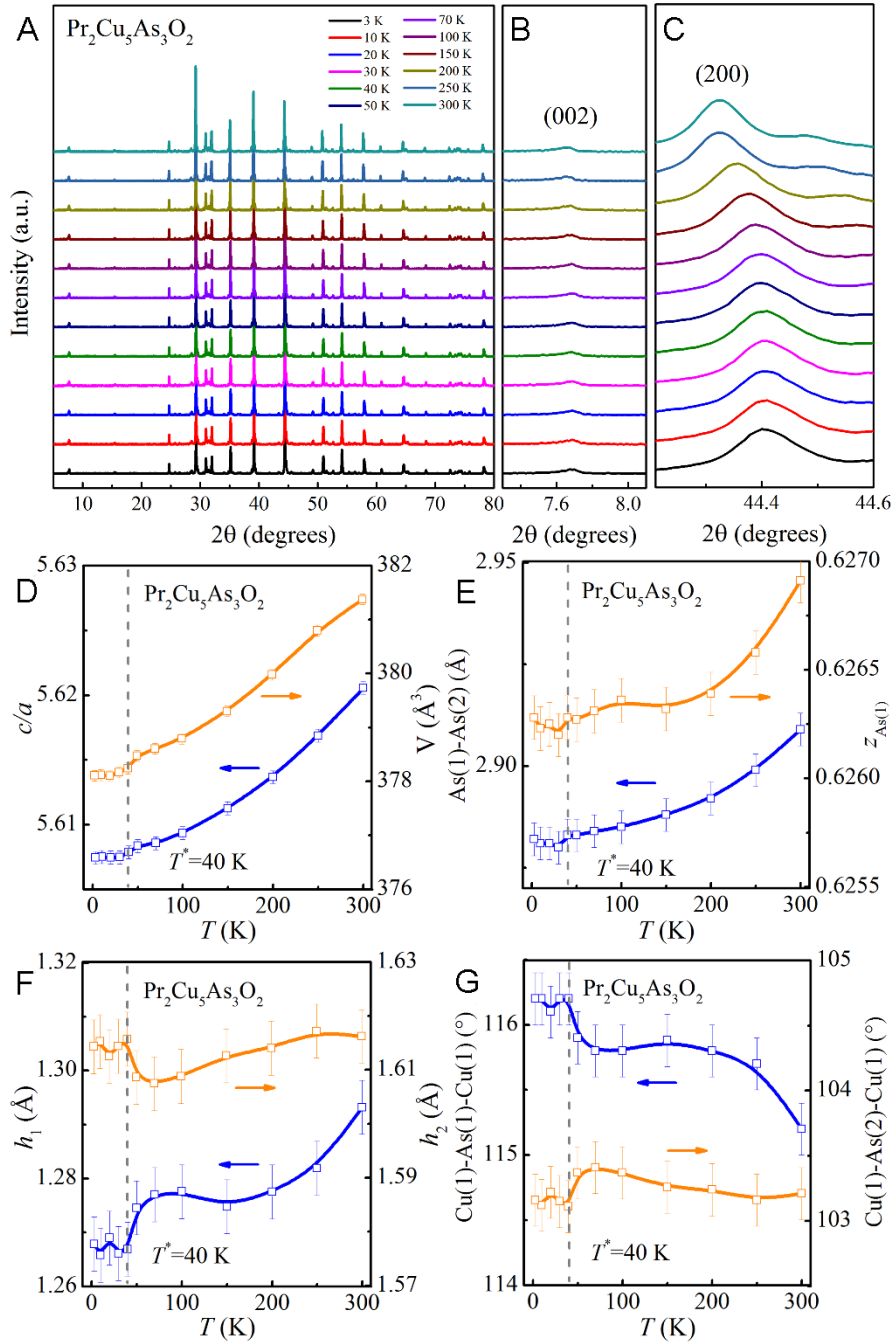 A
Pr2Cu5As3O2
3 K
10 K
20 K
30 K
40 K
50 K
70 K
100 K
150 K
200 K
250 K
300 K
Intensity (a.u.)
10 20 30 40 50 60 70 80
2θ (degrees)
B
(002)
7.6 8.0
2θ (degrees)
C
(200)
44.4 44.6
2θ (degrees)
D
Pr2Cu5As3O2
5.63
5.62
5.61
c/a
382
380
378
376
V (Å3)
T*=40 K
0 100 200 300
T (K)
E
Pr2Cu5As3O2
2.95
2.90
As(1)-As(2) (Å)
0.6270
0.6265
0.6260
0.6255
zAs(1)
T*=40 K
0 100 200 300
T (K)
F
Pr2Cu5As3O2
1.32
1.30
1.28
1.26
h1 (Å)
1.63
1.61
1.59
1.57
h2 (Å)
T*=40 K
0 100 200 300
T (K)
G
Pr2Cu5As3O2
116
115
114
Cu(1)-As(1)-Cu(1) (°)
105
104
103
Cu(1)-As(2)-Cu(1) (°)
T*=40 K
0 100 200 300
T (K)